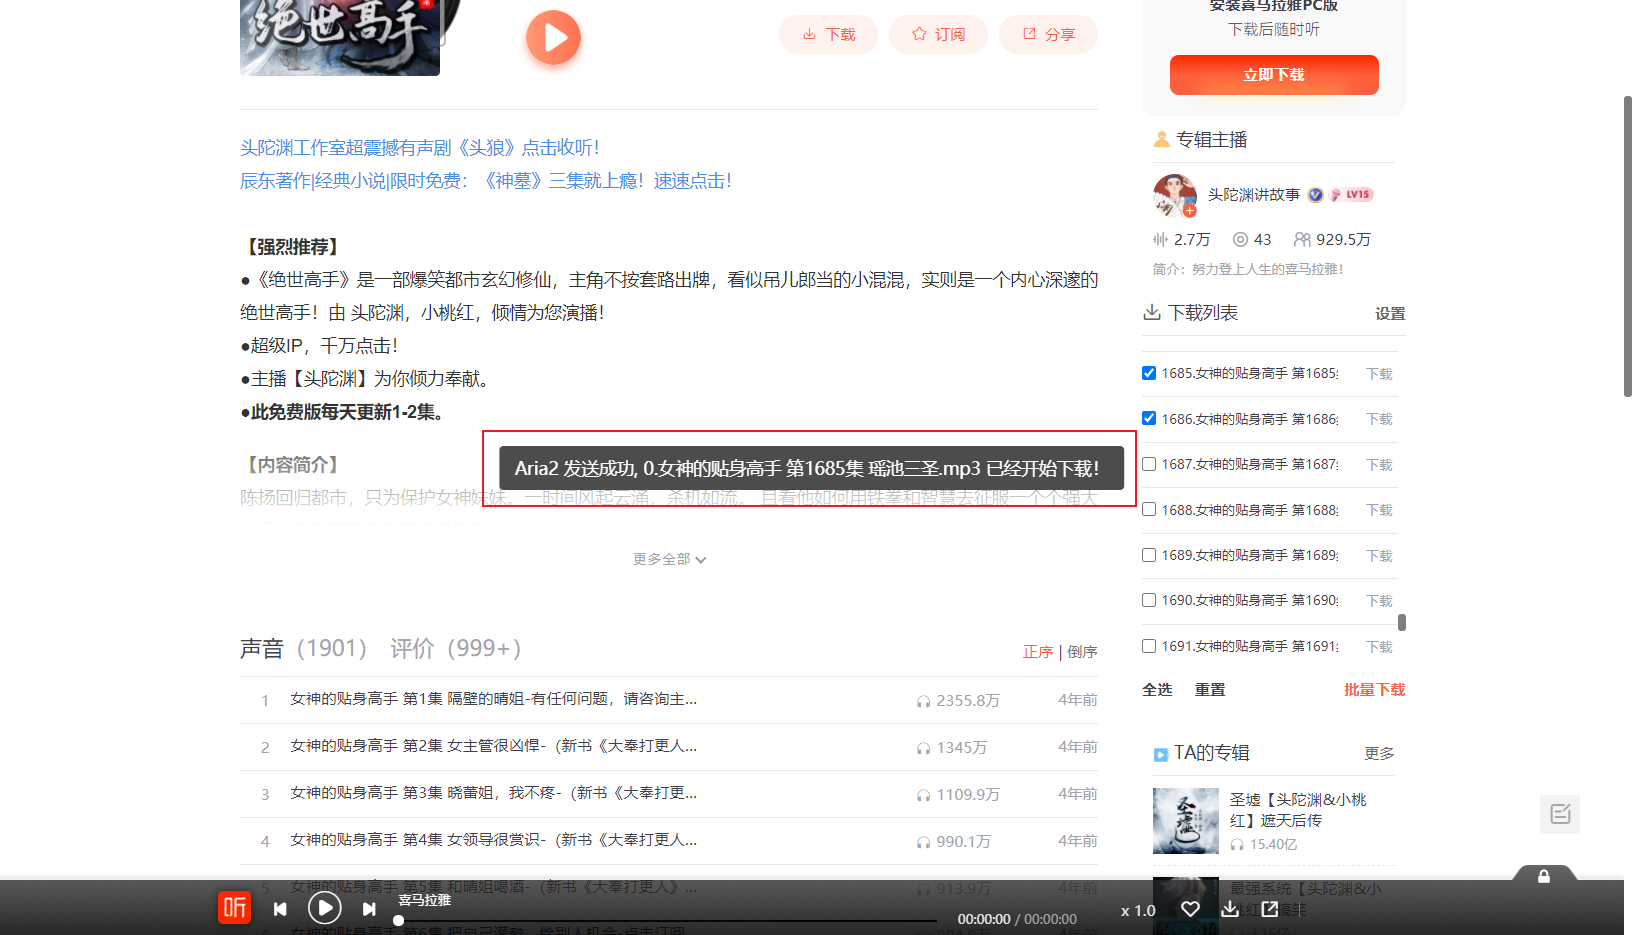 绝世高手
下载
订阅
分享
安装喜马拉雅PC版
下载后随时听
立即下载
头陀渊工作室超震撼有声剧《头狼》点击收听！
辰东著作|经典小说|限时免费：《神墓》三集就上瘾！速速点击！
【强烈推荐】
●《绝世高手》是一部爆笑都市玄幻修仙，主角不按套路出牌，看似吊儿郎当的小混混，实则是一个内心深邃的
绝世高手！由 头陀渊，小桃红，倾情为您演播！
●超级IP，千万点击！
●主播【头陀渊】为你倾力奉献。
●此免费版每天更新1-2集。
【内容简介】
陈扬回归都市，只为保护女神妹妹。一时间风起云涌，杀机如流。 且看他如何用铁拳和智慧去征服一个个强大
Aria2 发送成功, 0.女神的贴身高手 第1685集 瑶池三圣.mp3 已经开始下载！
更多全部
声音（1901） 评价（999+）
正序 | 倒序
1 女神的贴身高手 第1集 隔壁的晴姐-有任何问题，请咨询主... 2355.8万 4年前
2 女神的贴身高手 第2集 女主管很凶悍-（新书《大奉打更人... 1345万 4年前
3 女神的贴身高手 第3集 晓蕾姐，我不疼-（新书《大奉打更... 1109.9万 4年前
4 女神的贴身高手 第4集 女领导很赏识-（新书《大奉打更人... 990.1万 4年前
5 女神的贴身高手 第5集 和晴姐喝酒-（新书《大奉打更人》... 913.9万 4年前
专辑主播
头陀渊讲故事 V LV15
2.7万 43 929.5万
简介：努力登上人生的喜马拉雅！
下载列表 设置
1685.女神的贴身高手 第1685 下载
1686.女神的贴身高手 第1686 下载
1687.女神的贴身高手 第1687 下载
1688.女神的贴身高手 第1688 下载
1689.女神的贴身高手 第1689 下载
1690.女神的贴身高手 第1690 下载
1691.女神的贴身高手 第1691 下载
全选 重置 批量下载
TA的专辑 更多
圣墟
圣墟【头陀渊&小桃
红】遮天后传
15.40亿
最强系统【头陀渊&小
搞笑
听
喜马拉雅
00:00:00 / 00:00:00
x 1.0